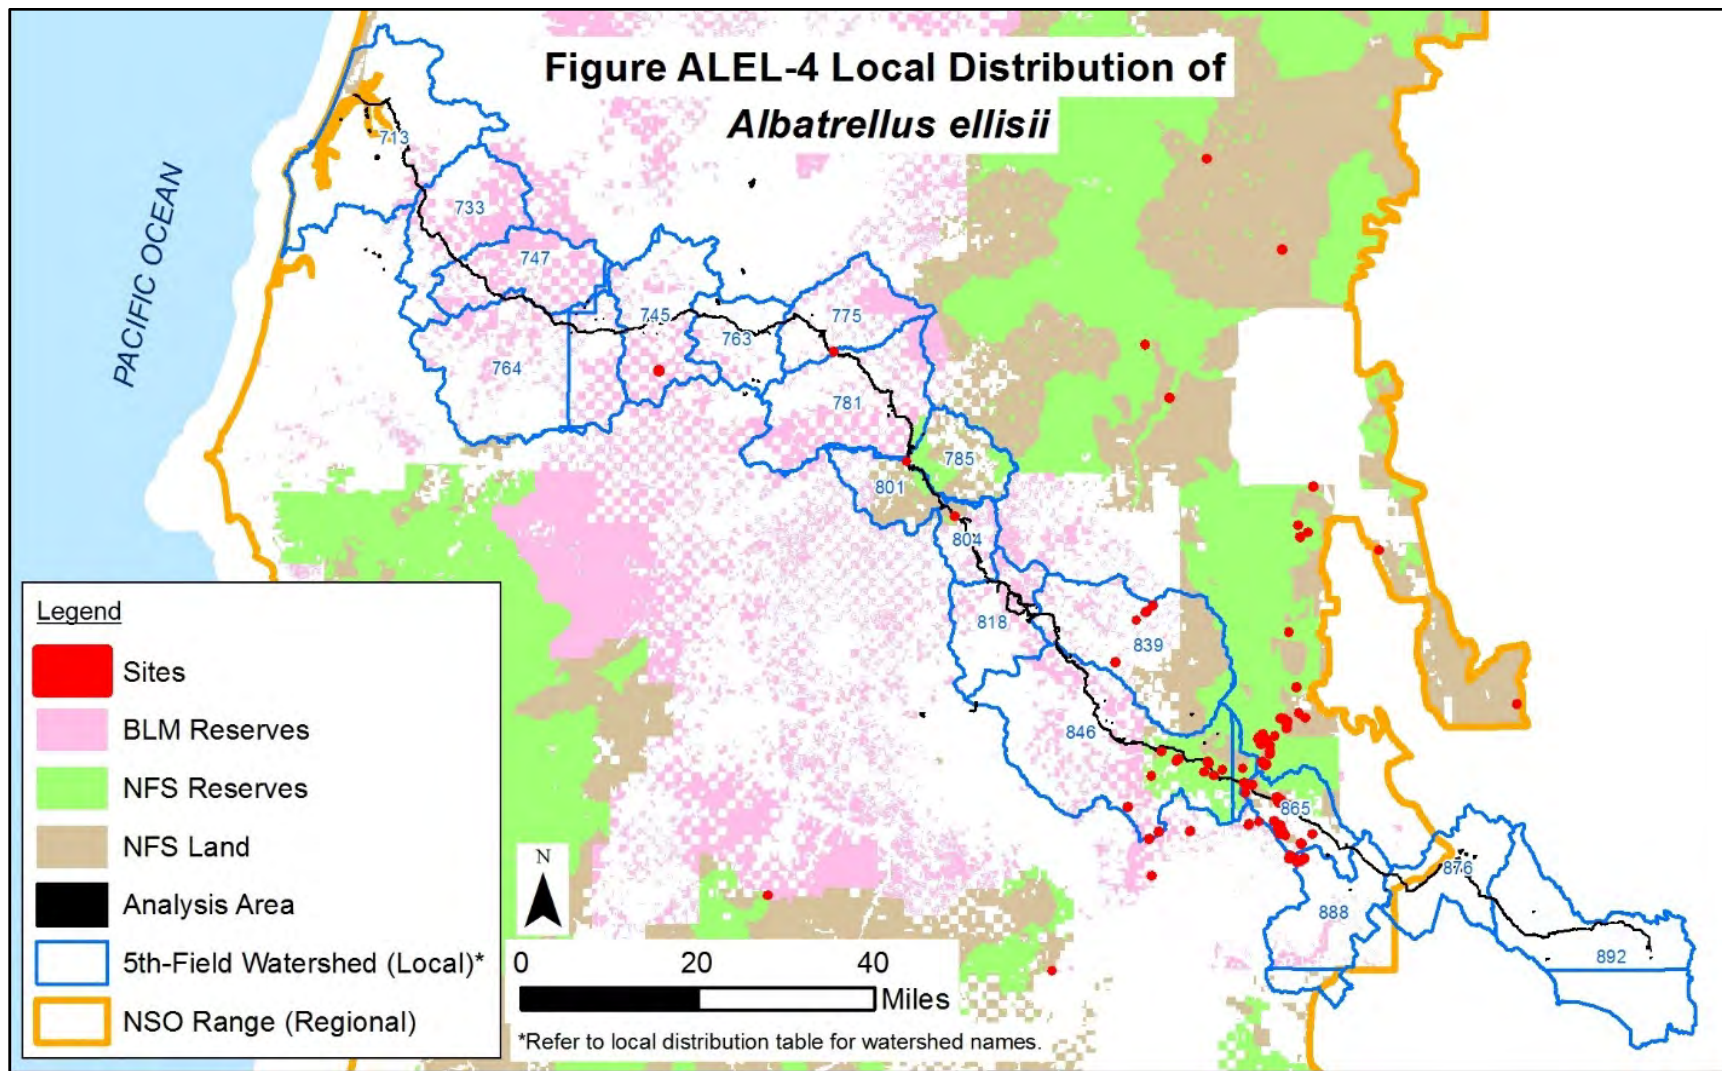 Figure ALEL-4 Local Distribution of
Albatrellus ellisii
PACIFIC OCEAN
713
733
747
745
775
763
764
781
785
801
804
818
839
846
865
876
888
892
Legend
Sites
BLM Reserves
NFS Reserves
NFS Land
Analysis Area
5th-Field Watershed (Local)*
NSO Range (Regional)
N
0 20 40
Miles
*Refer to local distribution table for watershed names.